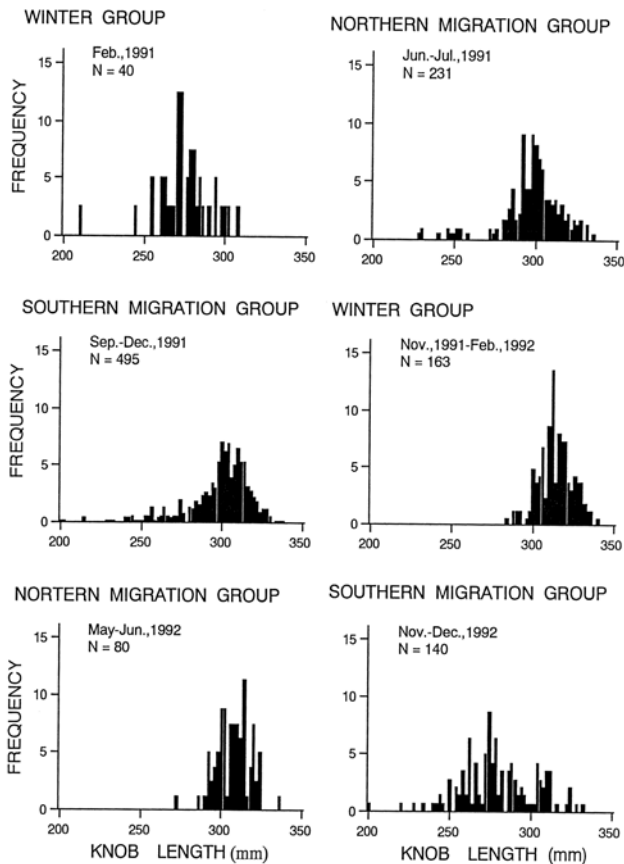 WINTER GROUP
Feb.,1991
N = 40
FREQUENCY
15
10
5
0
200 250 300 350
NORTHERN MIGRATION GROUP
Jun.-Jul.,1991
N = 231
15
10
5
0
200 250 300 350
SOUTHERN MIGRATION GROUP
Sep.-Dec.,1991
N = 495
FREQUENCY
15
10
5
0
200 250 300 350
WINTER GROUP
Nov.,1991-Feb.,1992
N = 163
15
10
5
0
200 250 300 350
NORTERN MIGRATION GROUP
May-Jun.,1992
N = 80
FREQUENCY
15
10
5
0
200 250 300 350
KNOB LENGTH (mm)
SOUTHERN MIGRATION GROUP
Nov.-Dec.,1992
N = 140
15
10
5
0
200 250 300 350
KNOB LENGTH (mm)